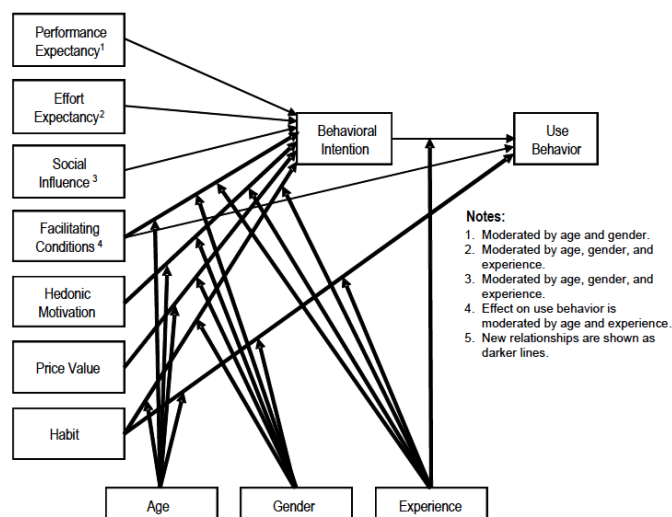 Performance
Expectancy1
Effort
Expectancy2
Social
Influence 3
Facilitating
Conditions 4
Hedonic
Motivation
Price Value
Habit
Behavioral
Intention
Use
Behavior
Notes:
1. Moderated by age and gender.
2. Moderated by age, gender, and
experience.
3. Moderated by age, gender, and
experience.
4. Effect on use behavior is
moderated by age and experience.
5. New relationships are shown as
darker lines.
Age
Gender
Experience